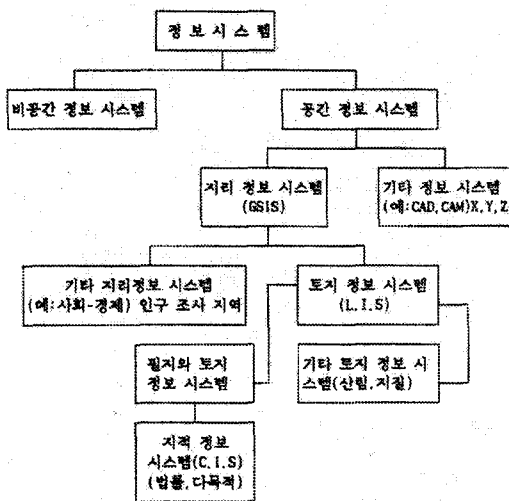 정 보 시 스 템
비공간 정보 시스템
공간 정보 시스템
지리 정보 시스템
(GSIS)
기타 정보 시스템
(예:CAD,CAM)X,Y,Z
기타 지리정보 시스템
(예:사회-경제) 인구 조사 지역
토지 정보 시스템
(L.I.S)
필지와 토지
정보 시스템
기타 토지 정보 시
스템(산림,지질)
지적 정보
시스템(C.I.S)
(법률,다목적)